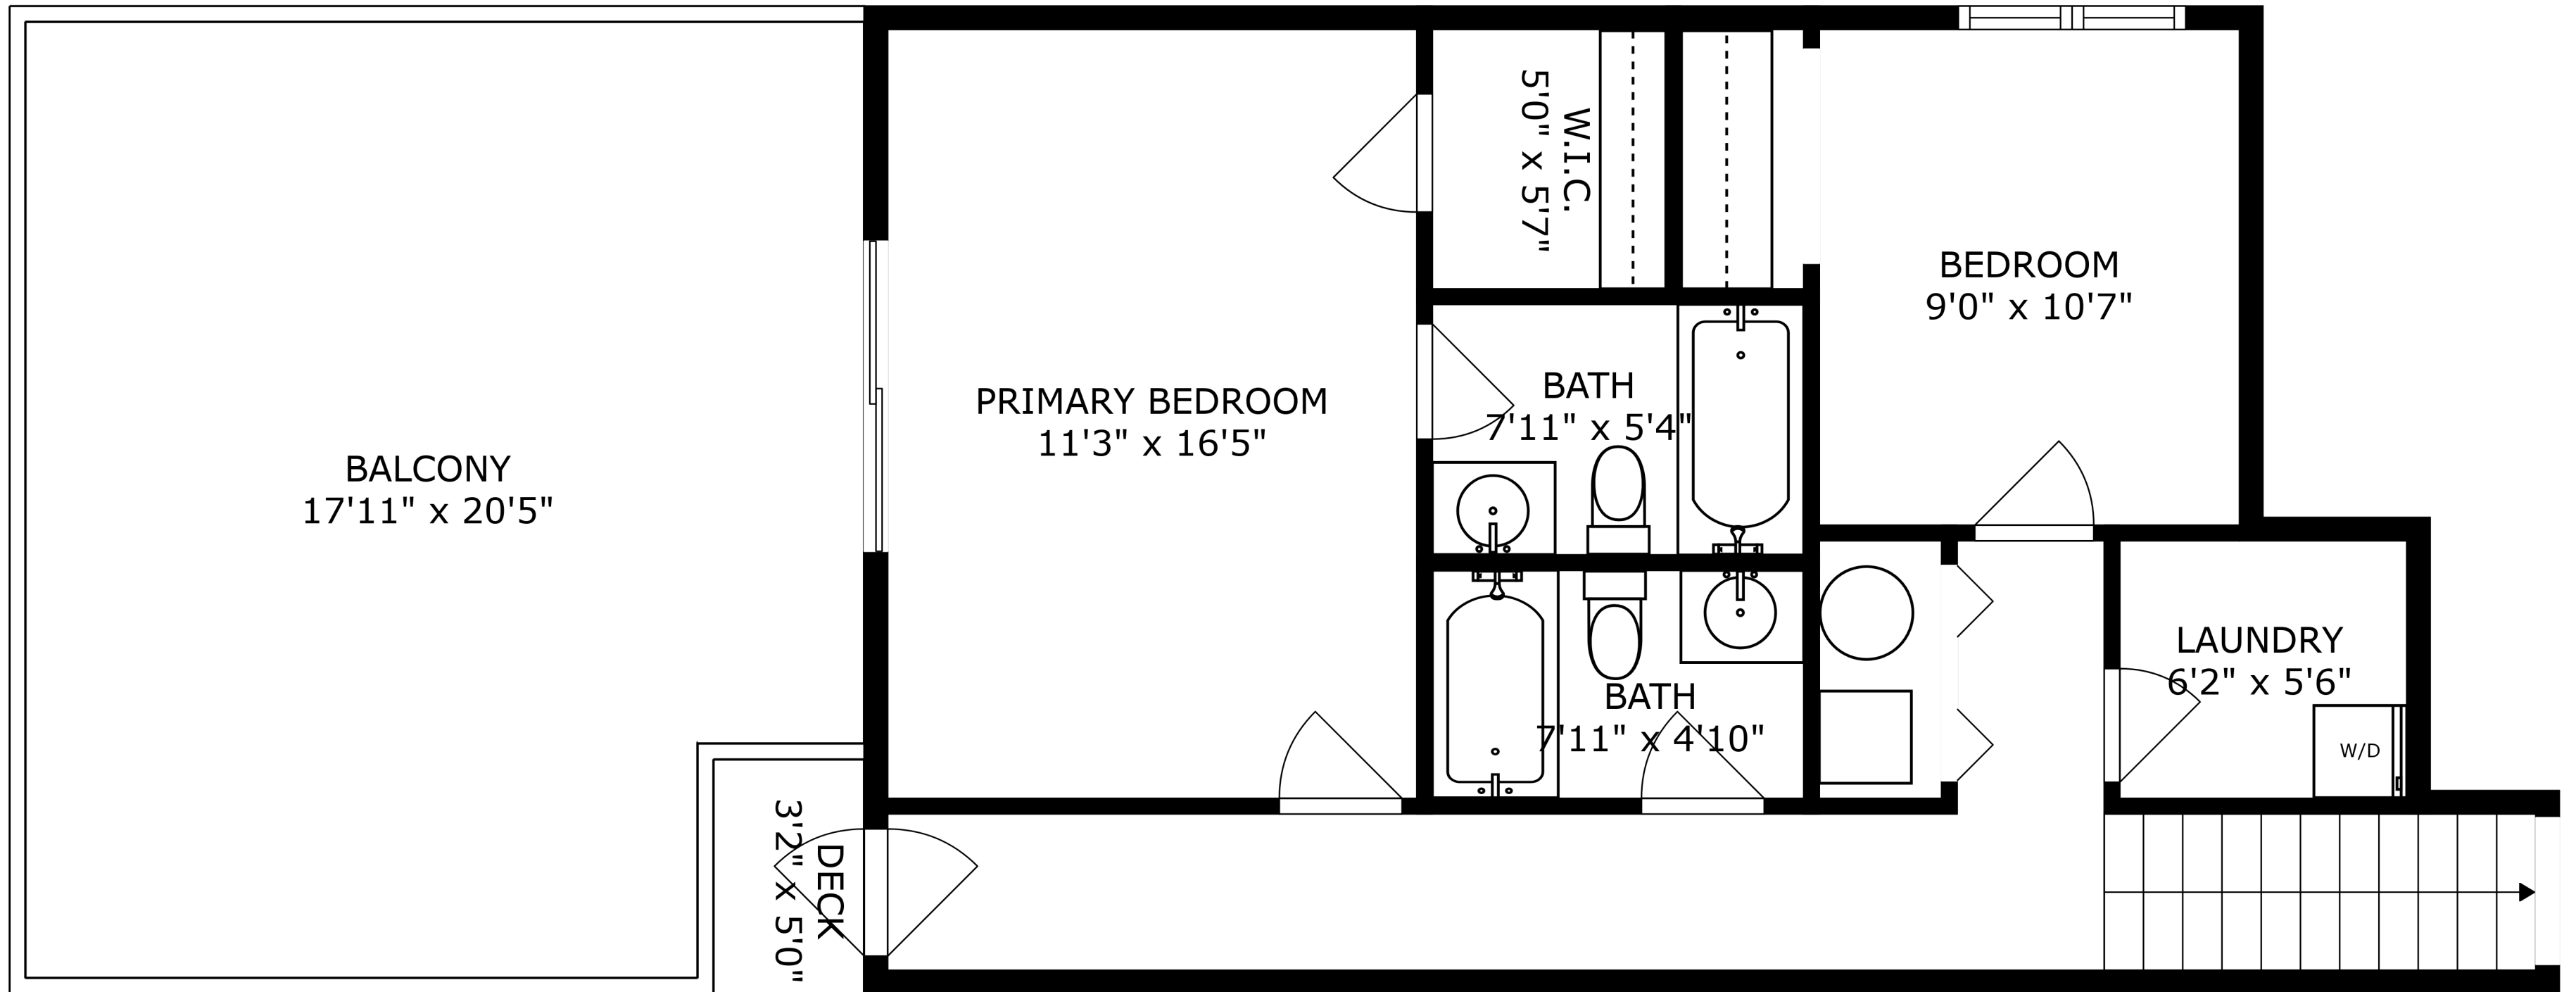 BALCONY
17'11" x 20'5"
PRIMARY BEDROOM
11'3" x 16'5"
W.I.C.
5'0" x 5'7"
BEDROOM
9'0" x 10'7"
BATH
7'11" x 5'4"
BATH
7'11" x 4'10"
LAUNDRY
6'2" x 5'6"
W/D
DECK
3'2" x 5'0"